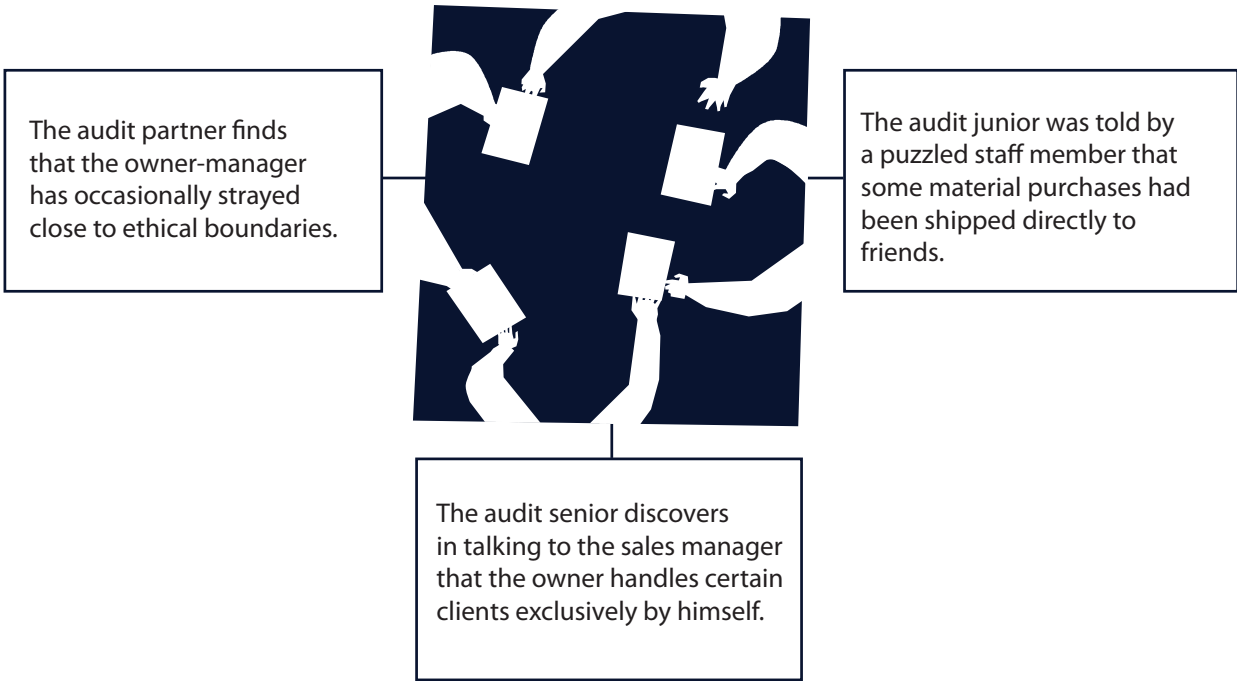 The audit partner finds
that the owner-manager
has occasionally strayed
close to ethical boundaries.
The audit junior was told by
a puzzled staff member that
some material purchases had
been shipped directly to
friends.
The audit senior discovers
in talking to the sales manager
that the owner handles certain
clients exclusively by himself.